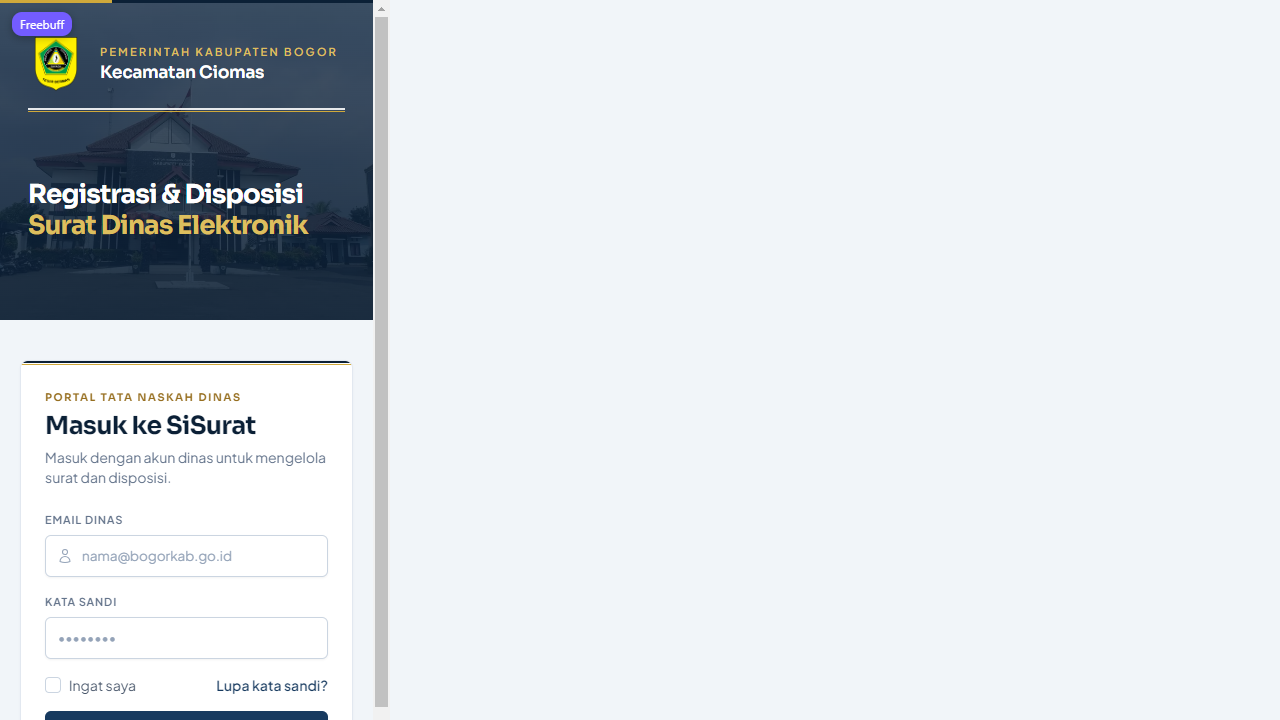 Freebuff
PEMERINTAH KABUPATEN BOGOR
Kecamatan Ciomas
Registrasi & Disposisi
Surat Dinas Elektronik
PORTAL TATA NASKAH DINAS
Masuk ke SiSurat
Masuk dengan akun dinas untuk mengelola
surat dan disposisi.
EMAIL DINAS
nama@bogorkab.go.id
KATA SANDI
••••••••
Ingat saya
Lupa kata sandi?